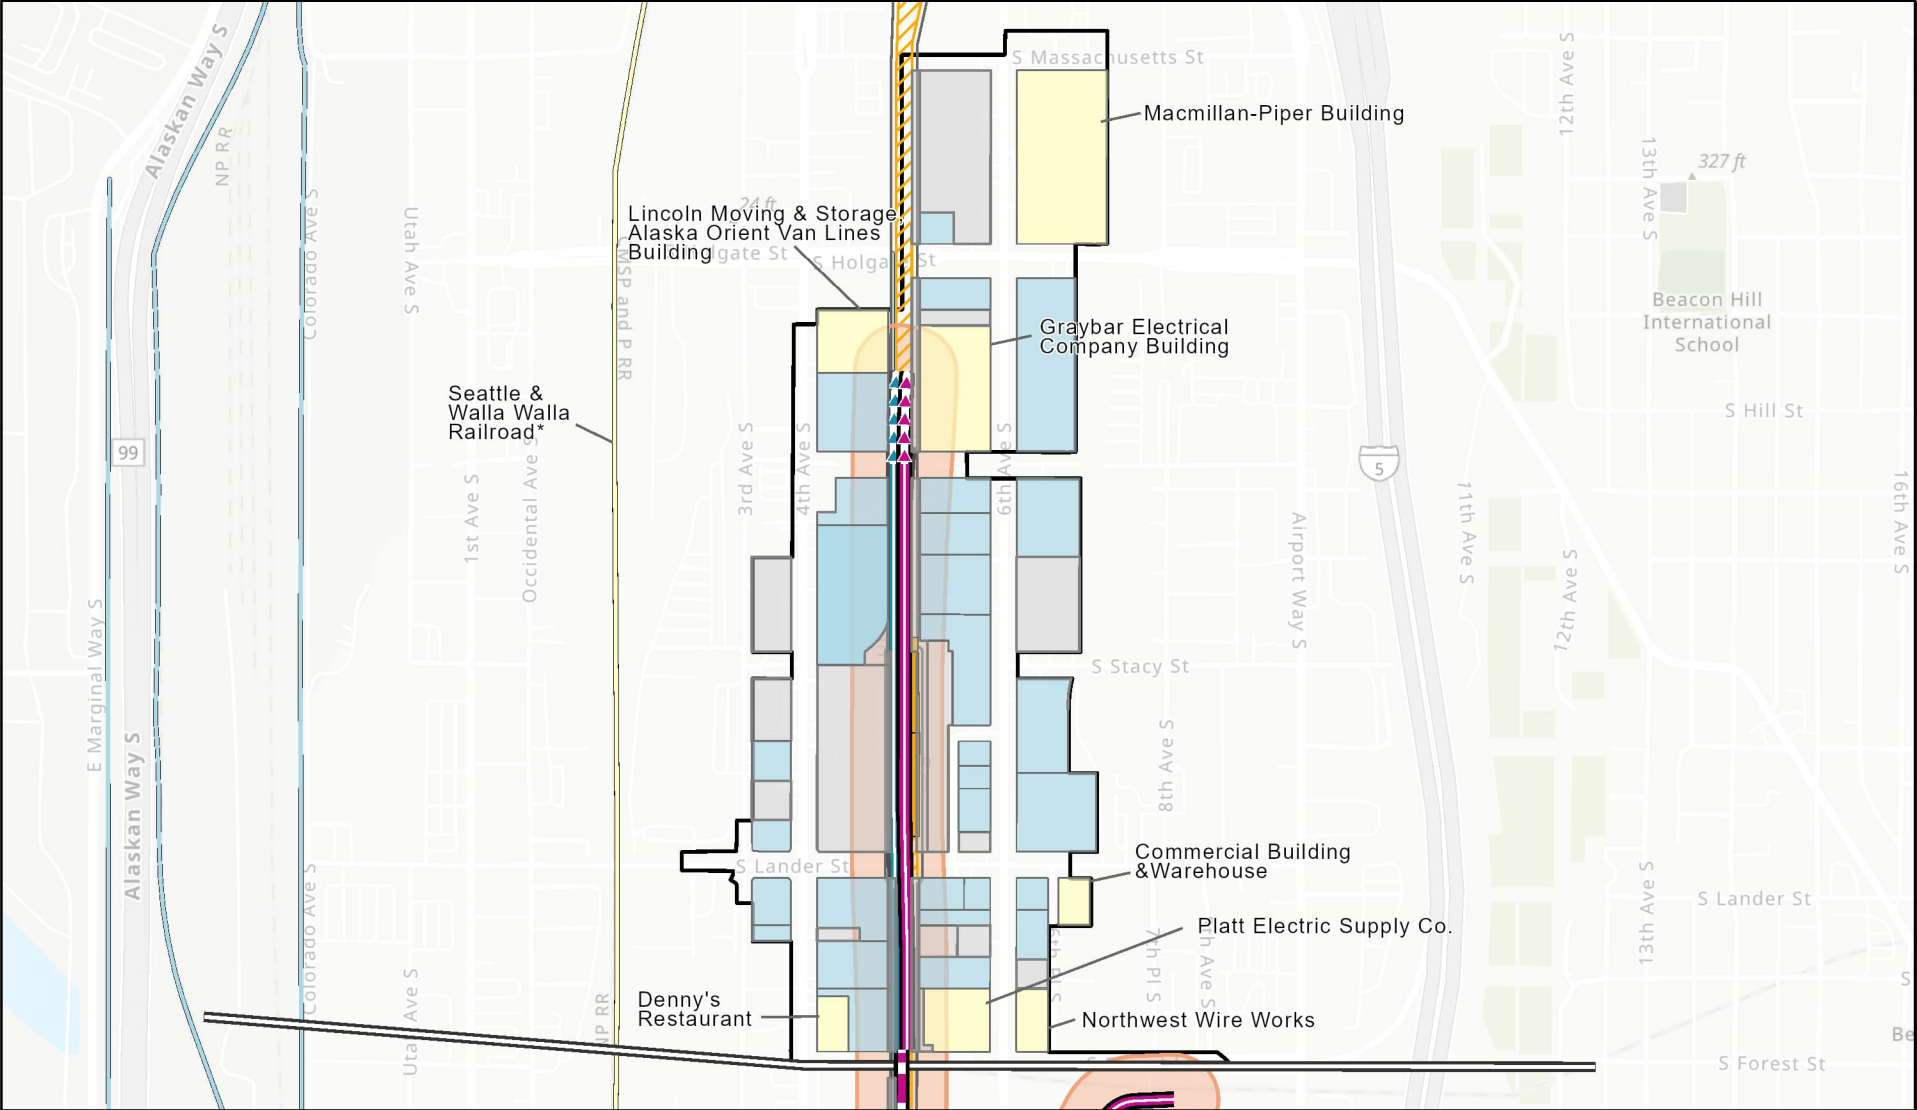 Alaskan Way S
NP RR
S Massachusetts St
Macmillan-Piper Building
12th Ave S
13th Ave S
327 ft
24 ft
Lincoln Moving & Storage,
Alaska Orient Van Lines
Building
S Holgate St
Colorado Ave S
Utah Ave S
CMSP and P RR
Beacon Hill
International
School
Graybar Electrical
Company Building
Seattle &
Walla Walla
Railroad*
S Hill St
99
5
3rd Ave S
4th Ave S
6th Ave S
1st Ave S
Occidental Ave S
Airport Way S
11th Ave S
16th Ave S
12th Ave S
E Marginal Way S
S Stacy St
8th Ave S
Alaskan Way S
S Lander St
Commercial Building
&Warehouse
S Lander St
13th Ave S
Platt Electric Supply Co.
7th Pl S
Colorado Ave S
Utah Ave S
NP RR
Denny's
Restaurant
Northwest Wire Works
S Forest St